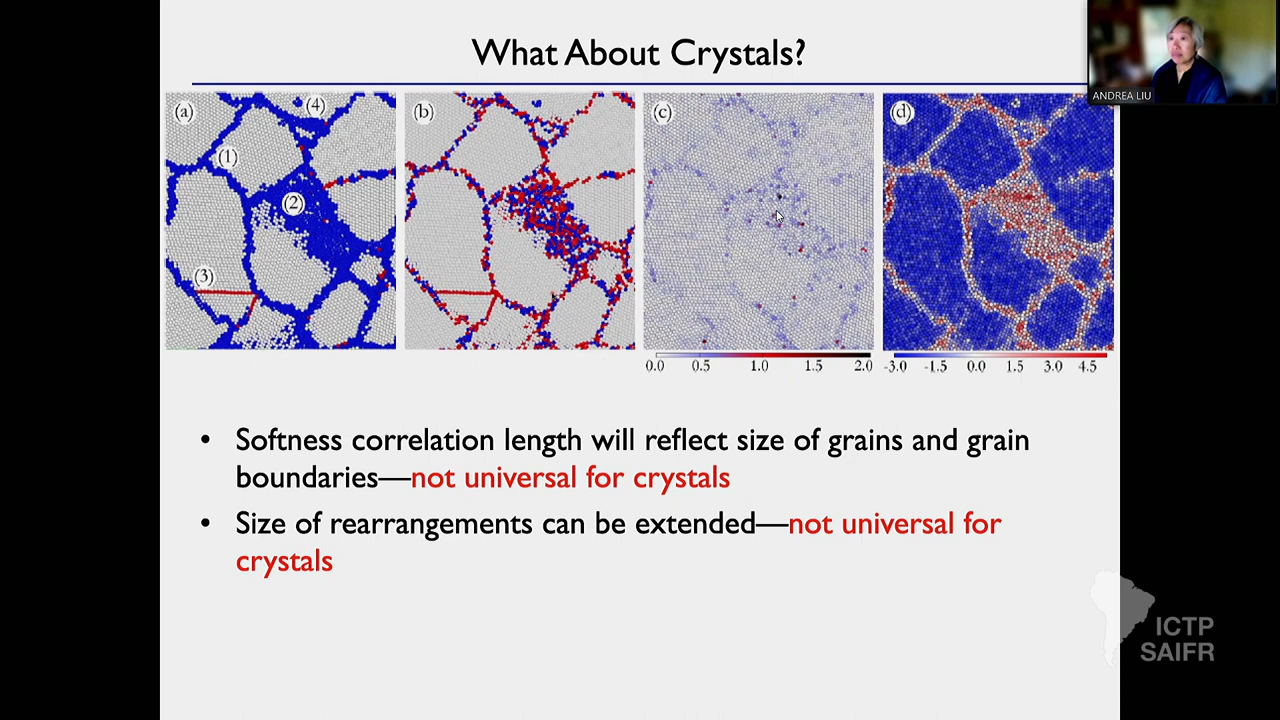 What About Crystals?
ANDREA LIU
(a)
(4)
(1)
(2)
(3)
(b)
(c)
(d)
0.0 0.5 1.0 1.5 2.0
-3.0 -1.5 0.0 1.5 3.0 4.5
• Softness correlation length will reflect size of grains and grain
boundaries—not universal for crystals
• Size of rearrangements can be extended—not universal for
crystals
ICTP
SAIFR